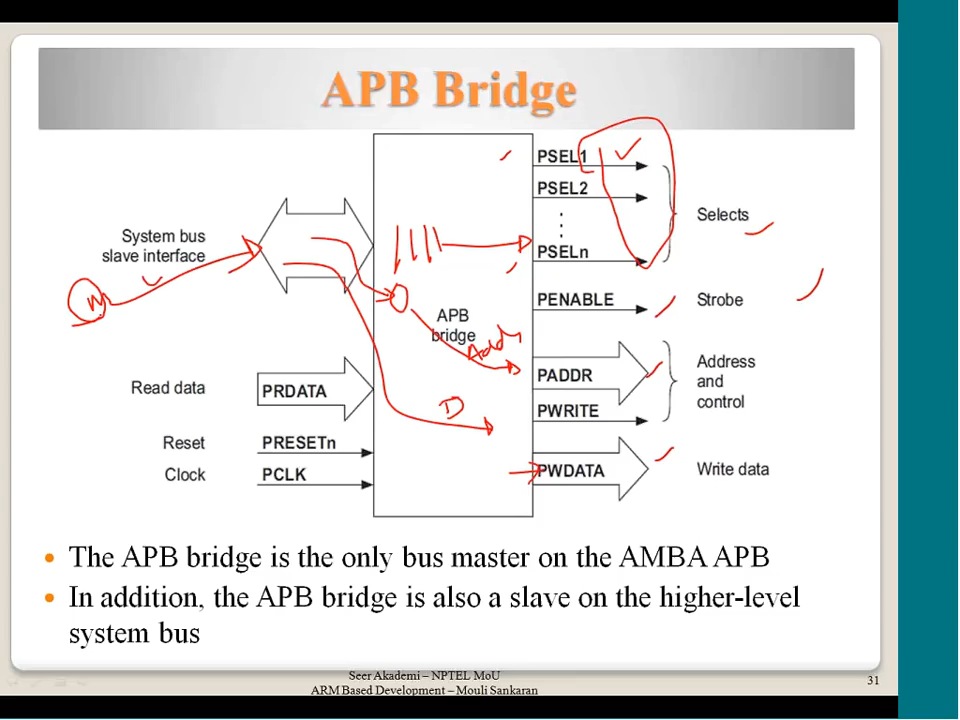 APB Bridge
PSEL1
PSEL2
Selects
System bus
slave interface
PSELn
M
PENABLE
Strobe
APB
bridge
Addr
Address
and
control
PADDR
Read data
PRDATA
D
PWRITE
Reset
PRESETn
Clock
PCLK
PWDATA
Write data
• The APB bridge is the only bus master on the AMBA APB
• In addition, the APB bridge is also a slave on the higher-level
system bus
Seer Akademi – NPTEL MoU
ARM Based Development – Mouli Sankaran
31